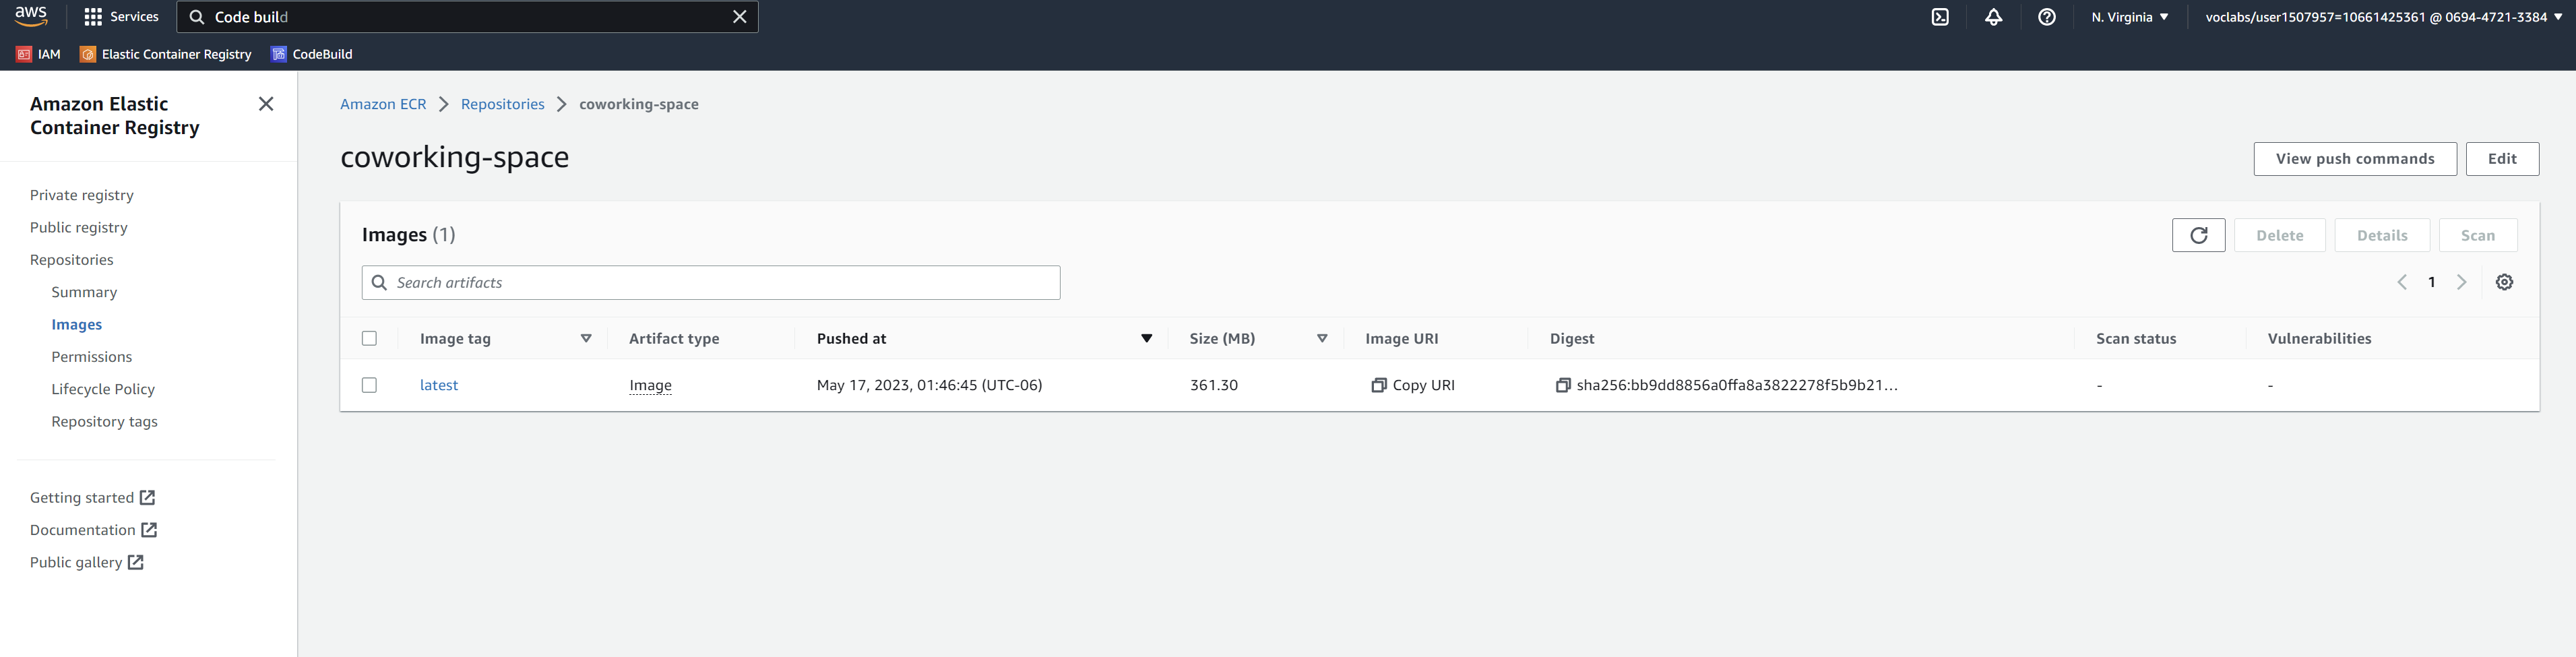 aws
Services
Code build
N. Virginia
voclabs/user1507957=10661425361 @ 0694-4721-3384
IAM
Elastic Container Registry
CodeBuild
Amazon Elastic
Container Registry
Private registry
Public registry
Repositories
Summary
Images
Permissions
Lifecycle Policy
Repository tags
Getting started
Documentation
Public gallery
Amazon ECR
Repositories
coworking-space
coworking-space
View push commands
Edit
Images (1)
Delete
Details
Scan
Search artifacts
1
Image tag
Artifact type
Pushed at
Size (MB)
Image URI
Digest
Scan status
Vulnerabilities
latest
Image
May 17, 2023, 01:46:45 (UTC-06)
361.30
Copy URI
sha256:bb9dd8856a0ffa8a3822278f5b9b21...
-
-